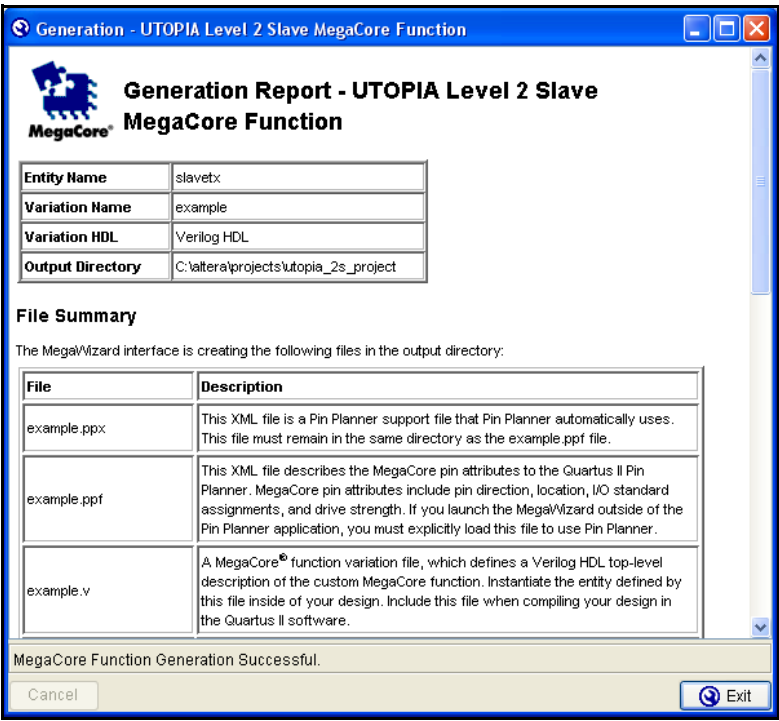 Generation - UTOPIA Level 2 Slave MegaCore Function
MegaCore®
Generation Report - UTOPIA Level 2 Slave
MegaCore Function
Entity Name slavetx
Variation Name example
Variation HDL Verilog HDL
Output Directory C:\altera\projects\utopia_2s_project
File Summary
The MegaWizard interface is creating the following files in the output directory:
File Description
example.ppx
This XML file is a Pin Planner support file that Pin Planner automatically uses.
This file must remain in the same directory as the example.ppf file.
example.ppf
This XML file describes the MegaCore pin attributes to the Quartus II Pin
Planner. MegaCore pin attributes include pin direction, location, I/O standard
assignments, and drive strength. If you launch the MegaWizard outside of the
Pin Planner application, you must explicitly load this file to use Pin Planner.
example.v
A MegaCore® function variation file, which defines a Verilog HDL top-level
description of the custom MegaCore function. Instantiate the entity defined by
this file inside of your design. Include this file when compiling your design in
the Quartus II software.
MegaCore Function Generation Successful.
Cancel
Exit